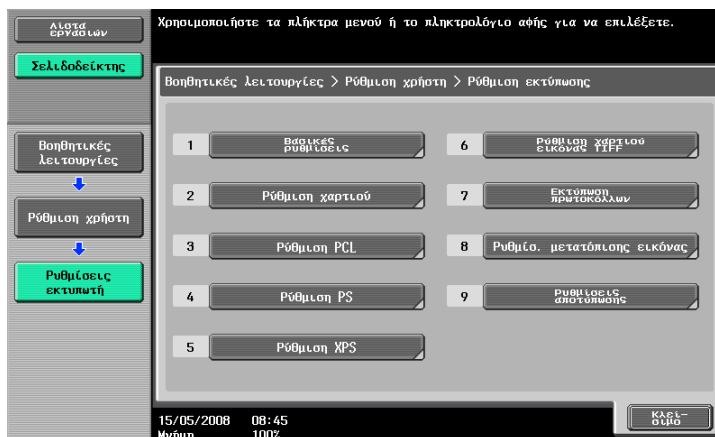 Λίστα
εργασιών
Χρησιμοποιήστε τα πλήκτρα μενού ή το πληκτρολόγιο αφής για να επιλέξετε.
Σελιδοδείκτης
Βοηθητικές λειτουργίες > Ρύθμιση χρήστη > Ρύθμιση εκτύπωσης
Βοηθητικές
λειτουργίες
Ρύθμιση χρήστη
Ρυθμίσεις
εκτυπωτή
1 Βασικές
ρυθμίσεις
2 Ρύθμιση χαρτιού
3 Ρύθμιση PCL
4 Ρύθμιση PS
5 Ρύθμιση XPS
6 Ρύθμιση χαρτιού
εικόνας TIFF
7 Εκτύπωση
πρωτοκόλλων
8 Ρυθμίσ. μετατόπισης εικόνας
9 Ρυθμίσεις
αποτύπωσης
15/05/2008 08:45
Μνήμη 100%
Κλεί-
σιμο